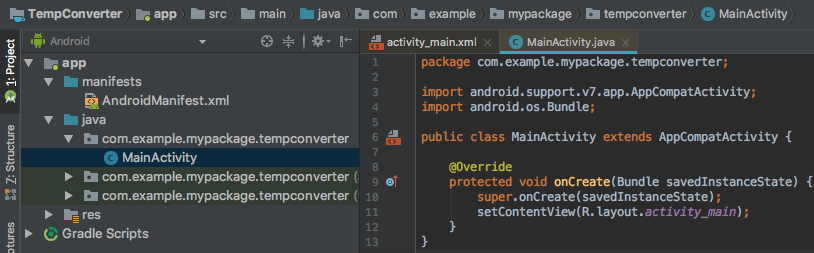 TempConverter app src main java com example mypackage tempconverter MainActivity
1: Project
Z: Structure
Android
app
manifests
AndroidManifest.xml
java
com.example.mypackage.tempconverter
MainActivity
com.example.mypackage.tempconverter (
com.example.mypackage.tempconverter (
res
Gradle Scripts
activity_main.xml MainActivity.java
1 package com.example.mypackage.tempconverter;
2
3 import android.support.v7.app.AppCompatActivity;
4 import android.os.Bundle;
5
6 public class MainActivity extends AppCompatActivity {
7
8 @Override
9 protected void onCreate(Bundle savedInstanceState) {
10 super.onCreate(savedInstanceState);
11 setContentView(R.layout.activity_main);
12 }
13 }